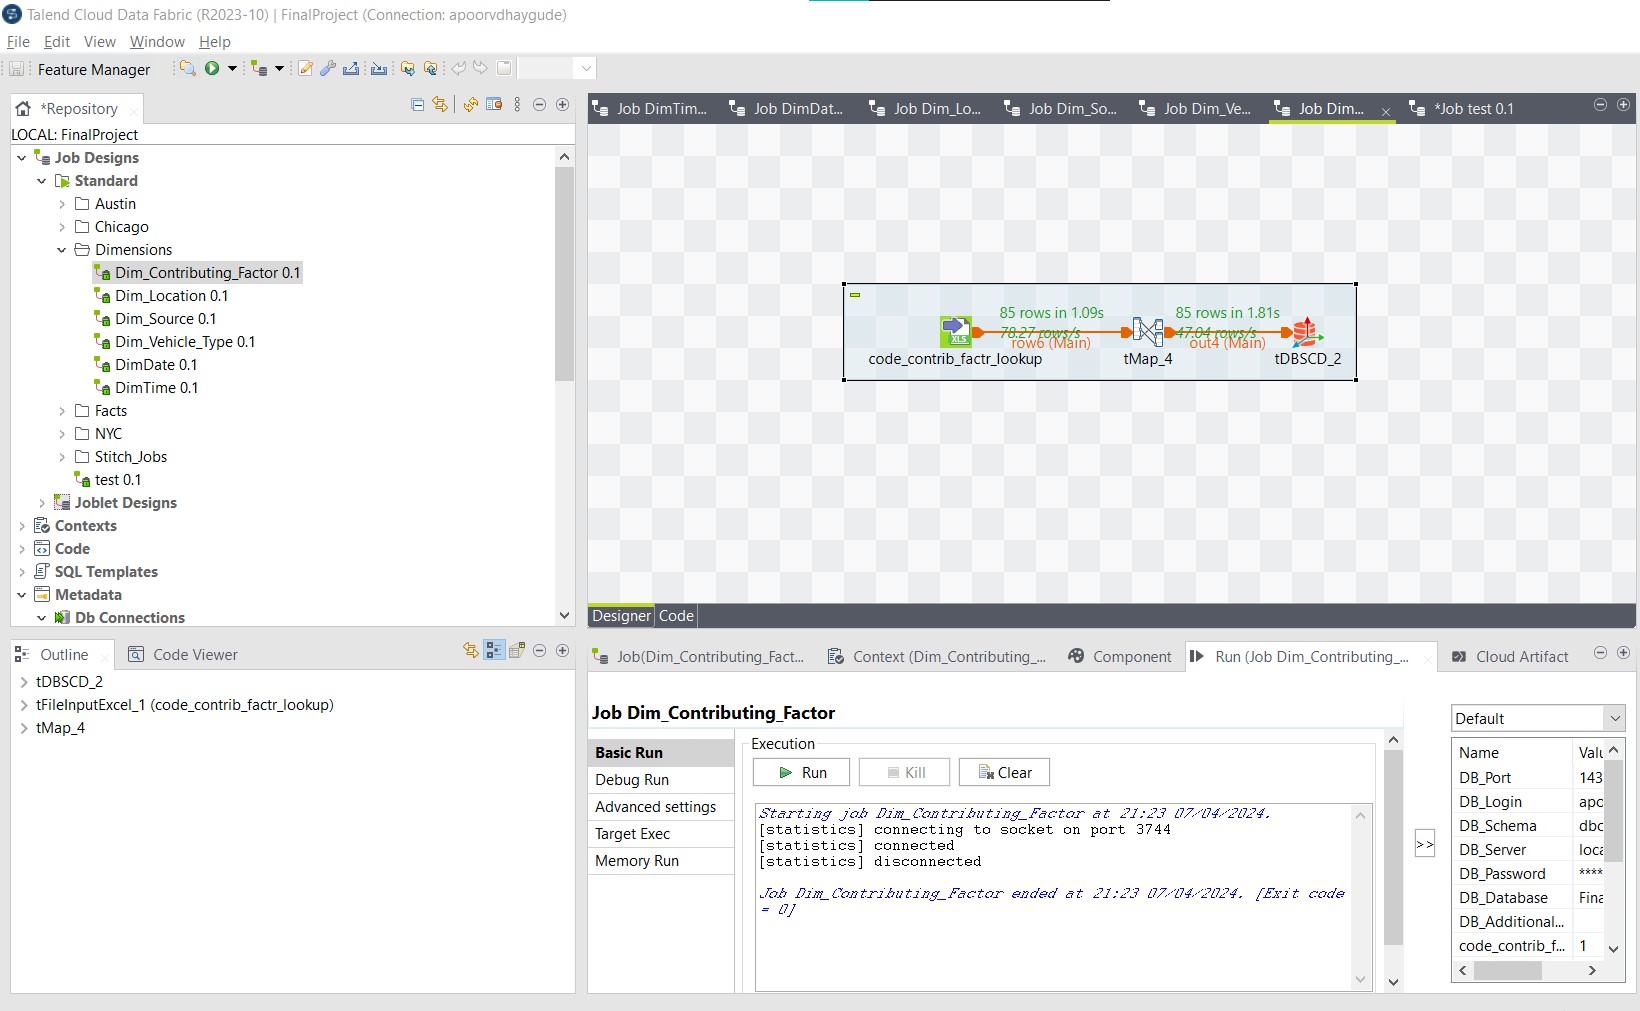 Talend Cloud Data Fabric (R2023-10) | FinalProject (Connection: apoorvdhaygude)
File Edit View Window Help
Feature Manager
*Repository
LOCAL: FinalProject
Job Designs
Standard
Austin
Chicago
Dimensions
Dim_Contributing_Factor 0.1
Dim_Location 0.1
Dim_Source 0.1
Dim_Vehicle_Type 0.1
DimDate 0.1
DimTime 0.1
Facts
NYC
Stitch_Jobs
test 0.1
Joblet Designs
Contexts
Code
SQL Templates
Metadata
Db Connections
Job DimTim... Job DimDat... Job Dim_Lo... Job Dim_So... Job Dim_Ve... Job Dim... *Job test 0.1
85 rows in 1.09s 85 rows in 1.81s
78.27 rows/s 47.04 rows/s
row6 (Main) out4 (Main)
XLS
code_contrib_factr_lookup tMap_4 tDBSCD_2
Designer Code
Outline Code Viewer
tDBSCD_2
tFileInputExcel_1 (code_contrib_factr_lookup)
tMap_4
Job(Dim_Contributing_Fact... Context (Dim_Contributing_... Component Run (Job Dim_Contributing_... Cloud Artifact
Job Dim_Contributing_Factor
Basic Run
Debug Run
Advanced settings
Target Exec
Memory Run
Execution
Run Kill Clear
Starting job Dim_Contributing_Factor at 21:23 07/04/2024.
[statistics] connecting to socket on port 3744
[statistics] connected
[statistics] disconnected
Job Dim_Contributing_Factor ended at 21:23 07/04/2024. [Exit code
= 0]
>>
Default
Name Valu
DB_Port 143
DB_Login apo
DB_Schema dbo
DB_Server loca
DB_Password ****
DB_Database Fina
DB_Additional...
code_contrib_f... 1